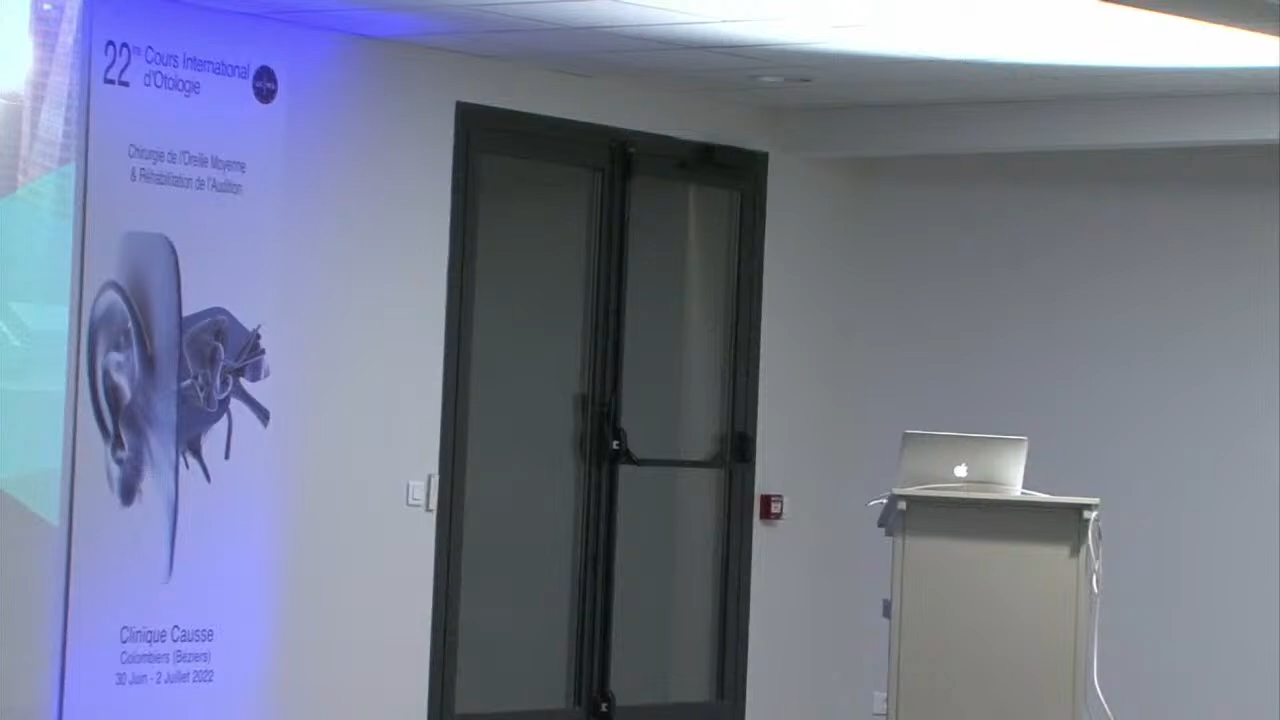 22ème Cours International
d'Otologie
Chirurgie de l'Oreille Moyenne
& Réhabilitation de l'Audition
Clinique Causse
Colombiers (Béziers)
30 Juin - 2 Juillet 2022